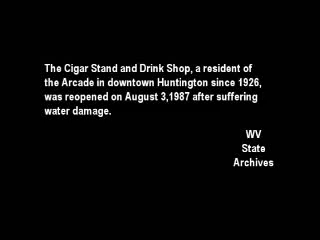 The Cigar Stand and Drink Shop, a resident of
the Arcade in downtown Huntington since 1926,
was reopened on August 3,1987 after suffering
water damage.
WV
State
Archives